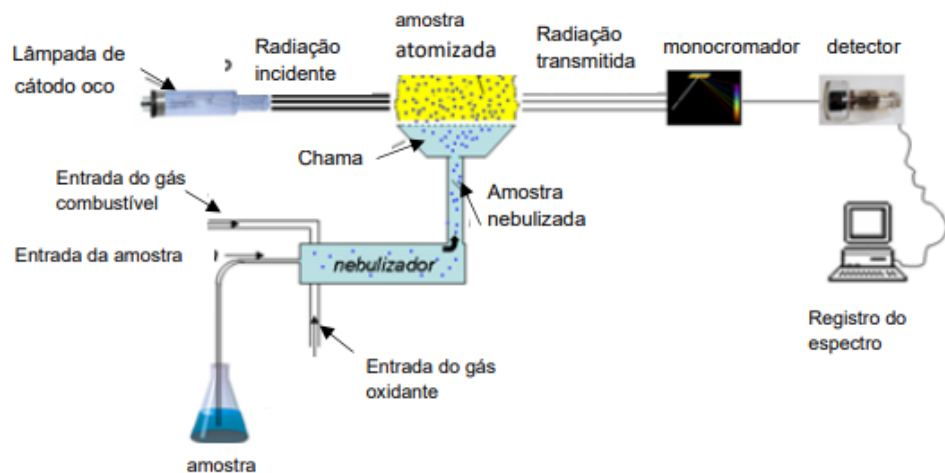 Lâmpada de
cátodo oco
Radiação
incidente
amostra
atomizada
Radiação
transmitida
monocromador
detector
Chama
Entrada do gás
combustível
Amostra
nebulizada
Entrada da amostra
nebulizador
Registro do
espectro
Entrada do gás
oxidante
amostra